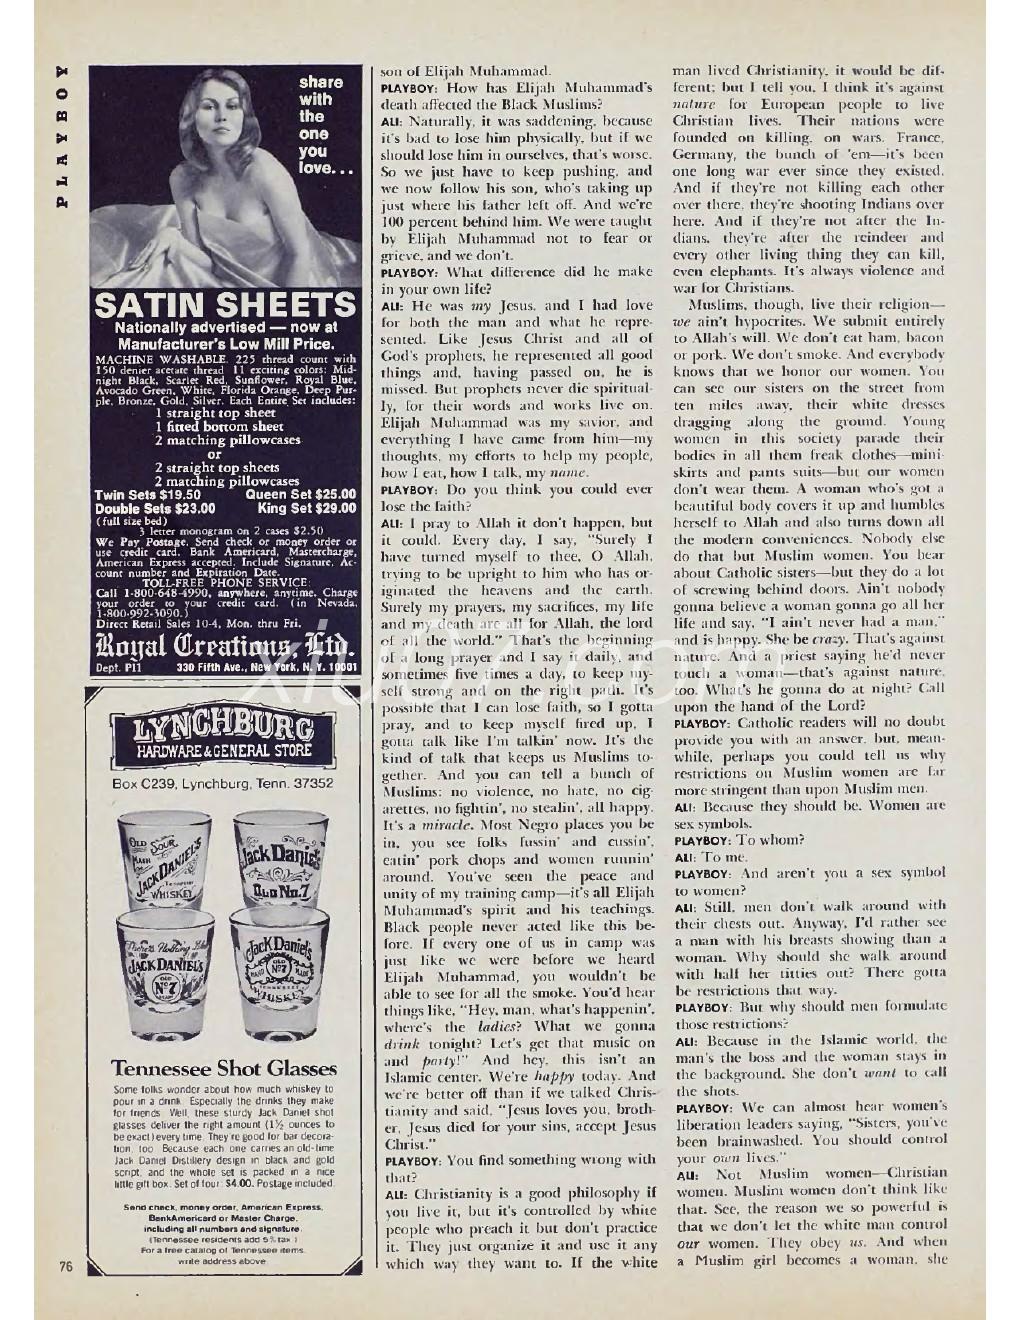 PLAYBOY
share
with
the
one
you
love...
SATIN SHEETS
Nationally advertised — now at
Manufacturer's Low Mill Price.
MACHINE WASHABLE. 225 thread count with
150 denier acetate thread 11 exciting colors: Mid-
night Black, Scarlet Red, Sunflower, Royal Blue,
Avocado Green, White, Florida Orange, Deep Pur-
ple, Bronze, Gold, Silver. Each Entire Set includes:
1 straight top sheet
1 fitted bottom sheet
2 matching pillowcases
or
2 straight top sheets
2 matching pillowcases
Twin Sets $19.50 Queen Set $25.00
Double Sets $23.00 King Set $29.00
(full size bed)
3 letter monogram on 2 cases $2.50
We Pay Postage. Send check or money order or
use credit card. Bank Americard, Mastercharge,
American Express accepted. Include Signature, Ac-
count number and Expiration Date.
TOLL-FREE PHONE SERVICE:
Call 1-800-648-4990, anywhere, anytime. Charge
your order to your credit card. (in Nevada,
1-800-992-3090.)
Direct Retail Sales 10-4, Mon. thru Fri.
Royal Creations, Ltd.
Dept. P11 330 Fifth Ave., New York, N. Y. 10001
LYNCHBURG
HARDWARE & GENERAL STORE
Box C239, Lynchburg, Tenn. 37352
OLD SOUR
MASH
JACK DANIEL'S
Tennessee
WHISKEY
Jack Daniel's
OLD No.7
There's Nothing Like
JACK DANIEL'S
OLD
Nº7
Jack Daniel's
OLD
Nº7
TENNESSEE
WHISKEY
Tennessee Shot Glasses
Some folks wonder about how much whiskey to
pour in a drink. Especially the drinks they make
for friends. Well, these sturdy Jack Daniel shot
glasses deliver the right amount (1½ ounces to
be exact) every time. They're good for bar decora-
tion, too. Because each one carries an old-time
Jack Daniel Distillery design in black and gold
script, and the whole set is packed in a nice
little gift box. Set of four: $4.00. Postage included.
Send check, money order, American Express,
BankAmericard or Master Charge,
including all numbers and signature.
(Tennessee residents add 5% tax.)
For a free catalog of Tennessee items,
write address above.
76
son of Elijah Muhammad.
PLAYBOY: How has Elijah Muhammad's
death affected the Black Muslims?
ALI: Naturally, it was saddening, because
it's bad to lose him physically, but if we
should lose him in ourselves, that's worse.
So we just have to keep pushing, and
we now follow his son, who's taking up
just where his father left off. And we're
100 percent behind him. We were taught
by Elijah Muhammad not to fear or
grieve, and we don't.
PLAYBOY: What difference did he make
in your own life?
ALI: He was my Jesus, and I had love
for both the man and what he repre-
sented. Like Jesus Christ and all of
God's prophets, he represented all good
things and, having passed on, he is
missed. But prophets never die spiritual-
ly, for their words and works live on.
Elijah Muhammad was my savior, and
everything I have came from him—my
thoughts, my efforts to help my people,
how I eat, how I talk, my name.
PLAYBOY: Do you think you could ever
lose the faith?
ALI: I pray to Allah it don't happen, but
it could. Every day, I say, "Surely I
have turned myself to thee, O Allah,
trying to be upright to him who has or-
iginated the heavens and the earth.
Surely my prayers, my sacrifices, my life
and my death are all for Allah, the lord
of all the world." That's the beginning
of a long prayer and I say it daily, and
sometimes five times a day, to keep my-
self strong and on the right path. It's
possible that I can lose faith, so I gotta
pray, and to keep myself fired up, I
gotta talk like I'm talkin' now. It's the
kind of talk that keeps us Muslims to-
gether. And you can tell a bunch of
Muslims: no violence, no hate, no cig-
arettes, no fightin', no stealin', all happy.
It's a miracle. Most Negro places you be
in, you see folks fussin' and cussin',
eatin' pork chops and women runnin'
around. You've seen the peace and
unity of my training camp—it's all Elijah
Muhammad's spirit and his teachings.
Black people never acted like this be-
fore. If every one of us in camp was
just like we were before we heard
Elijah Muhammad, you wouldn't be
able to see for all the smoke. You'd hear
things like, "Hey, man, what's happenin',
where's the ladies? What we gonna
drink tonight? Let's get that music on
and party!" And hey, this isn't an
Islamic center. We're happy today. And
we're better off than if we talked Chris-
tianity and said, "Jesus loves you, broth-
er, Jesus died for your sins, accept Jesus
Christ."
PLAYBOY: You find something wrong with
that?
ALI: Christianity is a good philosophy if
you live it, but it's controlled by white
people who preach it but don't practice
it. They just organize it and use it any
which way they want to. If the white
man lived Christianity, it would be dif-
ferent; but I tell you, I think it's against
nature for European people to live
Christian lives. Their nations were
founded on killing, on wars. France,
Germany, the bunch of 'em—it's been
one long war ever since they existed.
And if they're not killing each other
over there, they're shooting Indians over
here. And if they're not after the In-
dians, they're after the reindeer and
every other living thing they can kill,
even elephants. It's always violence and
war for Christians.
Muslims, though, live their religion—
we ain't hypocrites. We submit entirely
to Allah's will. We don't eat ham, bacon
or pork. We don't smoke. And everybody
knows that we honor our women. You
can see our sisters on the street from
ten miles away, their white dresses
dragging along the ground. Young
women in this society parade their
bodies in all them freak clothes—mini-
skirts and pants suits—but our women
don't wear them. A woman who's got a
beautiful body covers it up and humbles
herself to Allah and also turns down all
the modern conveniences. Nobody else
do that but Muslim women. You hear
about Catholic sisters—but they do a lot
of screwing behind doors. Ain't nobody
gonna believe a woman gonna go all her
life and say, "I ain't never had a man,"
and is happy. She be crazy. That's against
nature. And a priest saying he'd never
touch a woman—that's against nature,
too. What's he gonna do at night? Call
upon the hand of the Lord?
PLAYBOY: Catholic readers will no doubt
provide you with an answer, but, mean-
while, perhaps you could tell us why
restrictions on Muslim women are far
more stringent than upon Muslim men.
ALI: Because they should be. Women are
sex symbols.
PLAYBOY: To whom?
ALI: To me.
PLAYBOY: And aren't you a sex symbol
to women?
ALI: Still, men don't walk around with
their chests out. Anyway, I'd rather see
a man with his breasts showing than a
woman. Why should she walk around
with half her titties out? There gotta
be restrictions that way.
PLAYBOY: But why should men formulate
those restrictions?
ALI: Because in the Islamic world, the
man's the boss and the woman stays in
the background. She don't want to call
the shots.
PLAYBOY: We can almost hear women's
liberation leaders saying, "Sisters, you've
been brainwashed. You should control
your own lives."
ALI: Not Muslim women—Christian
women. Muslim women don't think like
that. See, the reason we so powerful is
that we don't let the white man control
our women. They obey us. And when
a Muslim girl becomes a woman, she